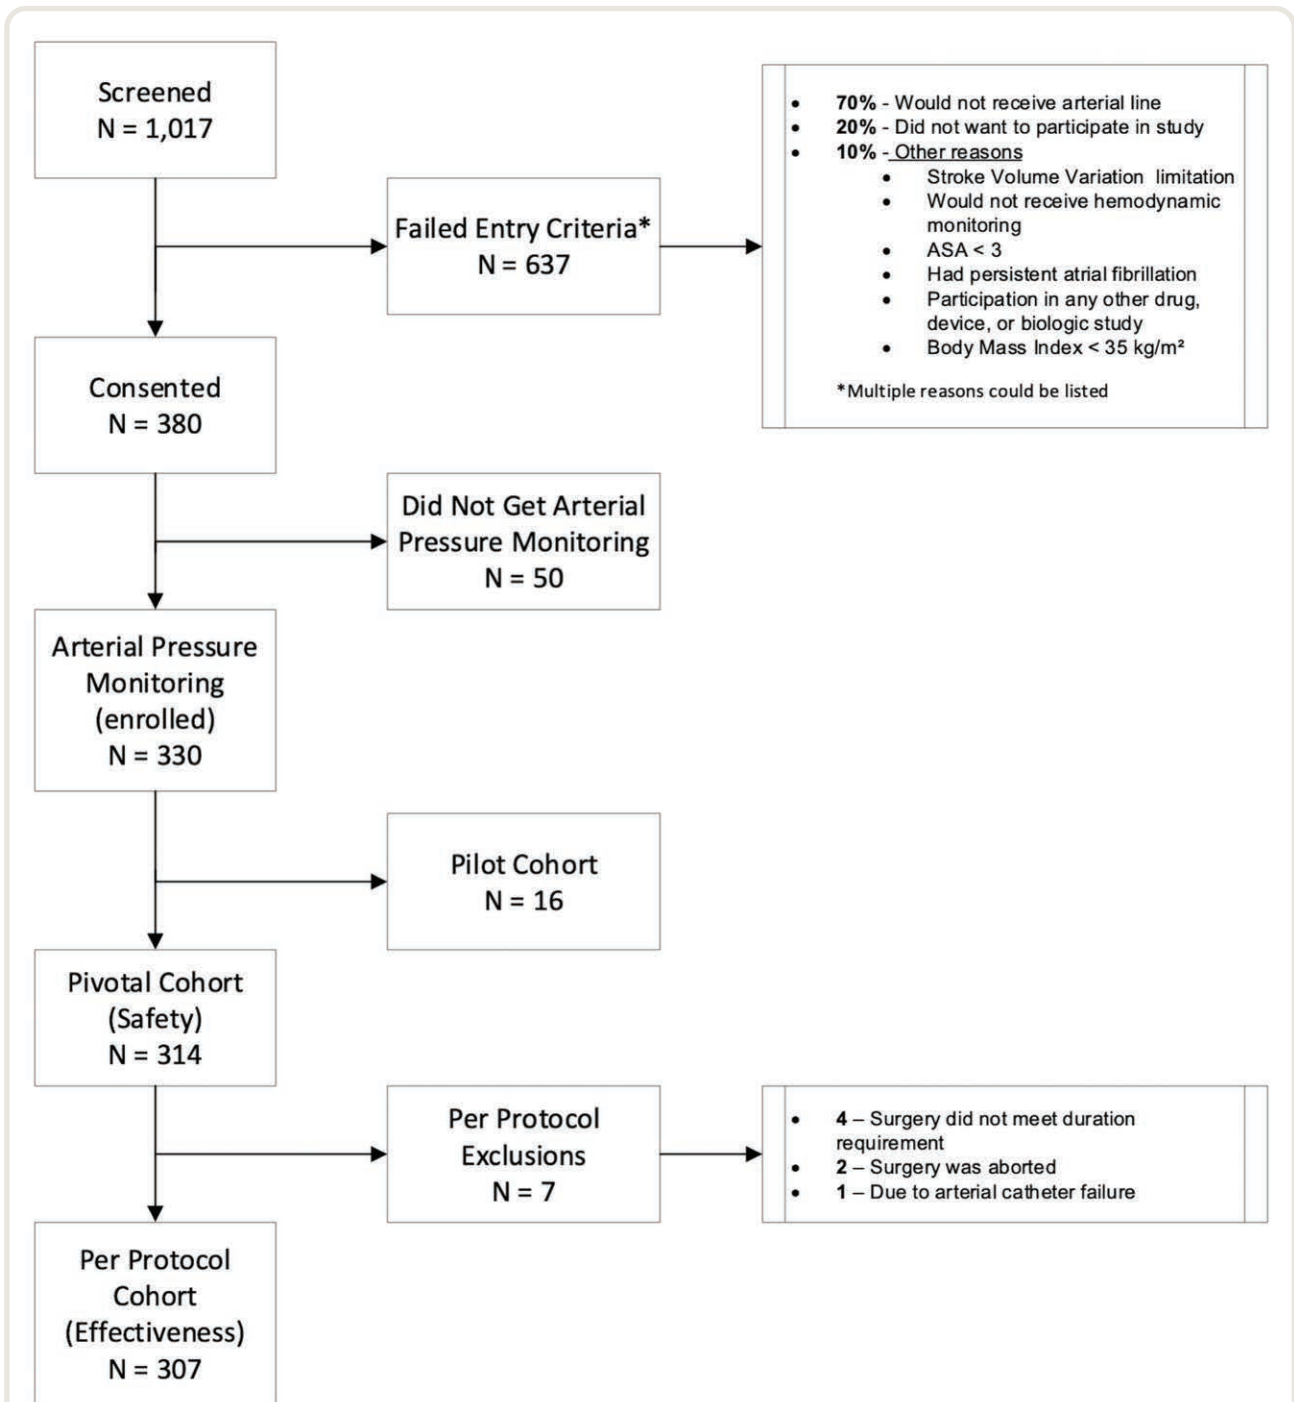 Screened
N = 1,017
• 70% - Would not receive arterial line
• 20% - Did not want to participate in study
• 10% - Other reasons
• Stroke Volume Variation limitation
• Would not receive hemodynamic
monitoring
• ASA < 3
• Had persistent atrial fibrillation
• Participation in any other drug,
device, or biologic study
• Body Mass Index < 35 kg/m²
*Multiple reasons could be listed
Failed Entry Criteria*
N = 637
Consented
N = 380
Did Not Get Arterial
Pressure Monitoring
N = 50
Arterial Pressure
Monitoring
(enrolled)
N = 330
Pilot Cohort
N = 16
Pivotal Cohort
(Safety)
N = 314
Per Protocol
Exclusions
N = 7
• 4 – Surgery did not meet duration
requirement
• 2 – Surgery was aborted
• 1 – Due to arterial catheter failure
Per Protocol
Cohort
(Effectiveness)
N = 307